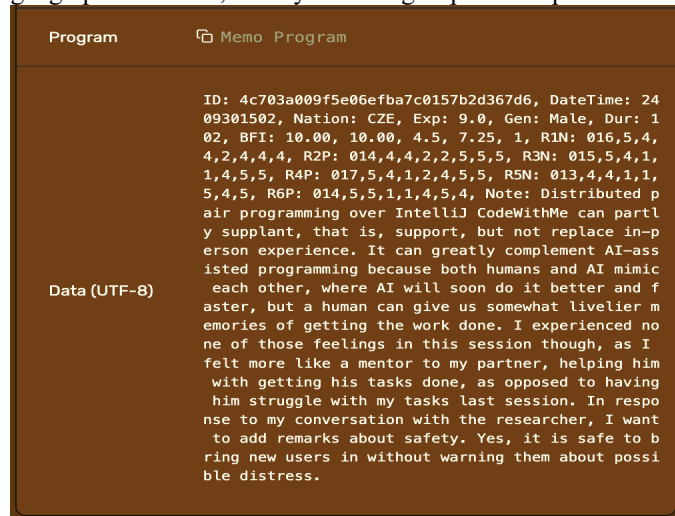 Program
Memo Program
Data (UTF-8)
ID: 4c703a009f5e06efba7c0157b2d367d6, DateTime: 24
09301502, Nation: CZE, Exp: 9.0, Gen: Male, Dur: 1
02, BFI: 10.00, 10.00, 4.5, 7.25, 1, R1N: 016,5,4,
4,2,4,4,4, R2P: 014,4,4,2,2,5,5,5, R3N: 015,5,4,1,
1,4,5,5, R4P: 017,5,4,1,2,4,5,5, R5N: 013,4,4,1,1,
5,4,5, R6P: 014,5,5,1,1,4,5,4, Note: Distributed p
air programming over IntelliJ CodeWithMe can partl
y supplant, that is, support, but not replace in-p
erson experience. It can greatly complement AI-ass
isted programming because both humans and AI mimic
each other, where AI will soon do it better and f
aster, but a human can give us somewhat livelier m
emories of getting the work done. I experienced no
ne of those feelings in this session though, as I
felt more like a mentor to my partner, helping him
with getting his tasks done, as opposed to having
him struggle with my tasks last session. In respo
nse to my conversation with the researcher, I want
to add remarks about safety. Yes, it is safe to b
ring new users in without warning them about possi
ble distress.